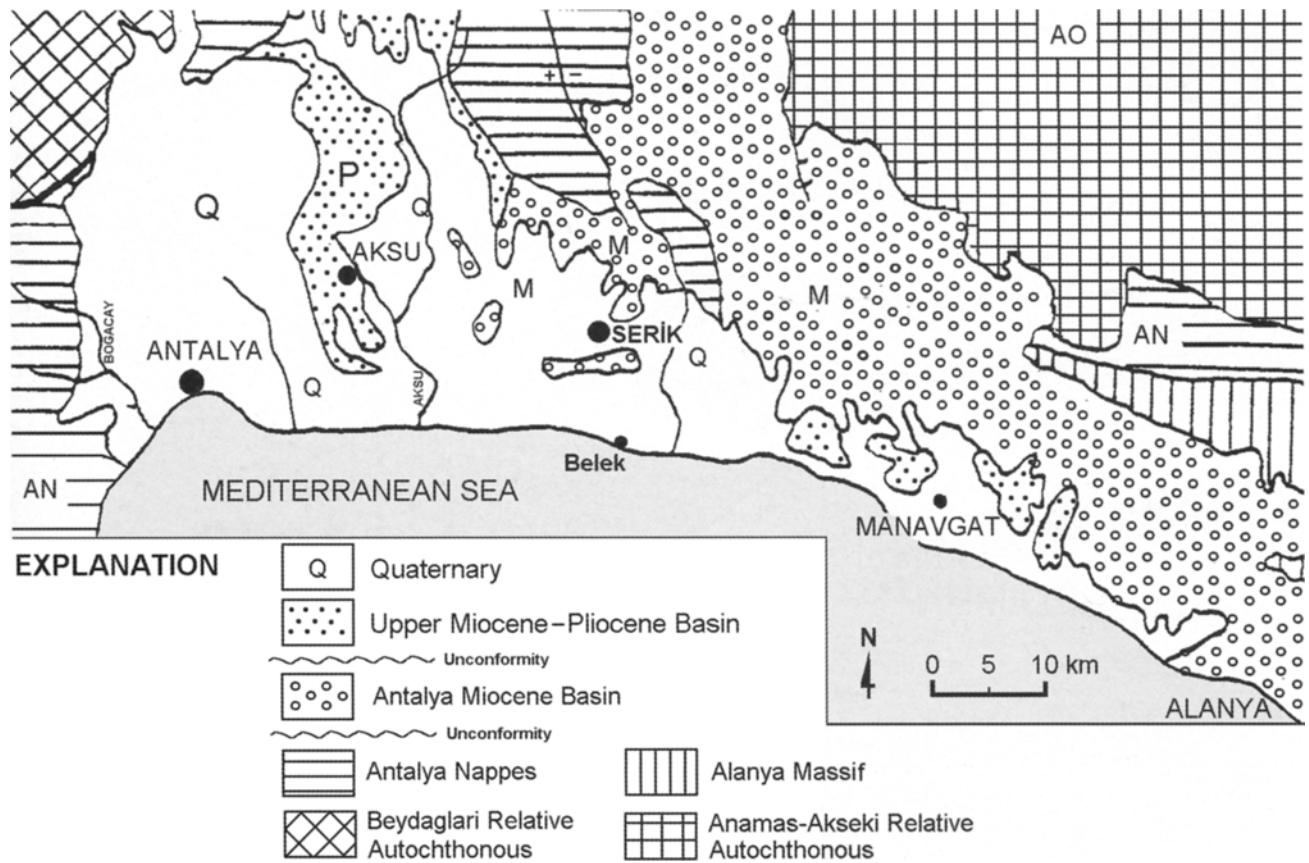 AO
+ −
P
Q
Q
AKSU
M
M
M
BOGACAY
SERİK
AN
ANTALYA
Q
Q
AKSU
Belek
MEDITERRANEAN SEA
AN
MANAVGAT
EXPLANATION
Q Quaternary
Upper Miocene–Pliocene Basin
Unconformity
Antalya Miocene Basin
Unconformity
Antalya Nappes
Alanya Massif
Beydaglari Relative
Autochthonous
Anamas-Akseki Relative
Autochthonous
N
0 5 10 km
ALANYA